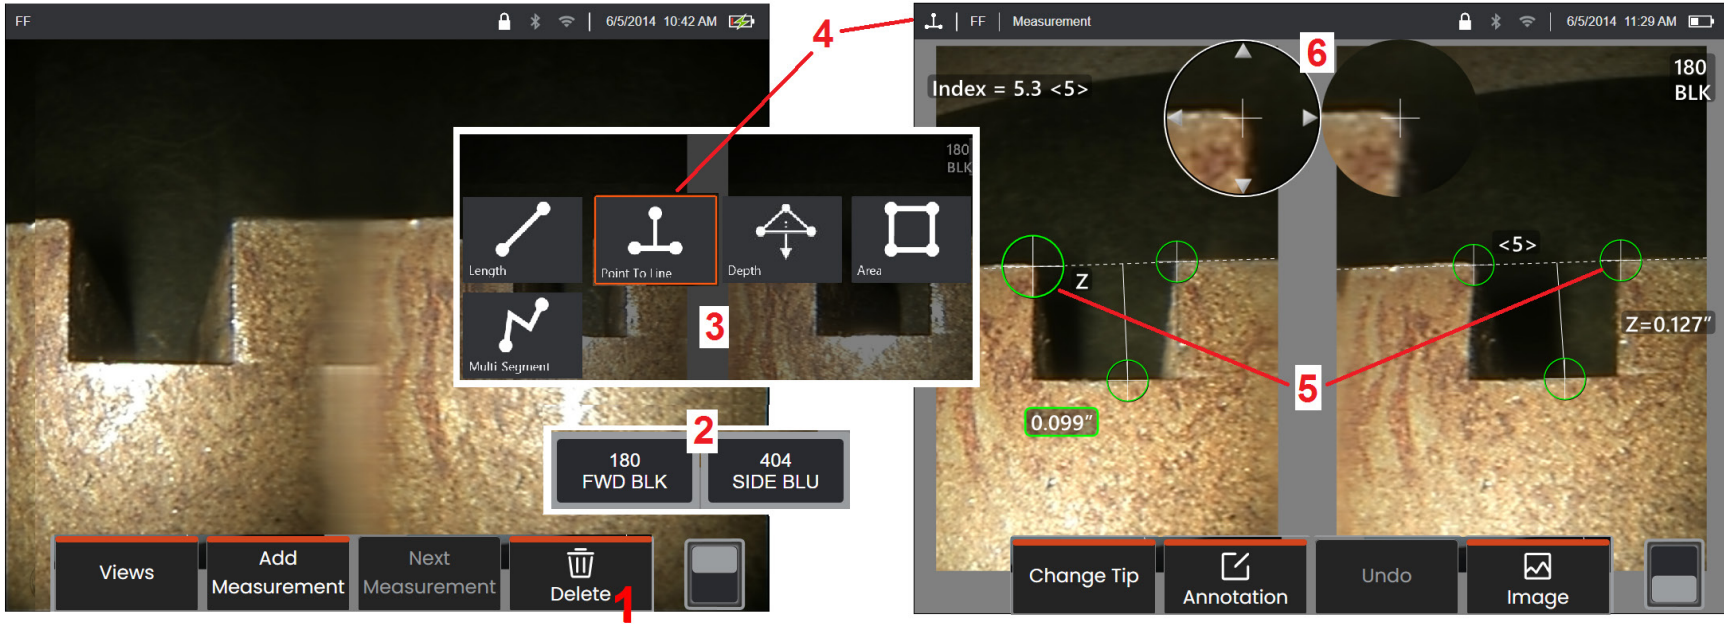 FF
6/5/2014 10:42 AM
4
FF
Measurement
6/5/2014 11:29 AM
6
Index = 5.3 <5>
180
BLK
180
BLK
Length
Point To Line
Depth
Area
Multi Segment
3
<5>
Z
Z=0.127"
5
0.099"
2
180
FWD BLK
404
SIDE BLU
Views
Add
Measurement
Next
Measurement
Delete
1
Change Tip
Annotation
Undo
Image